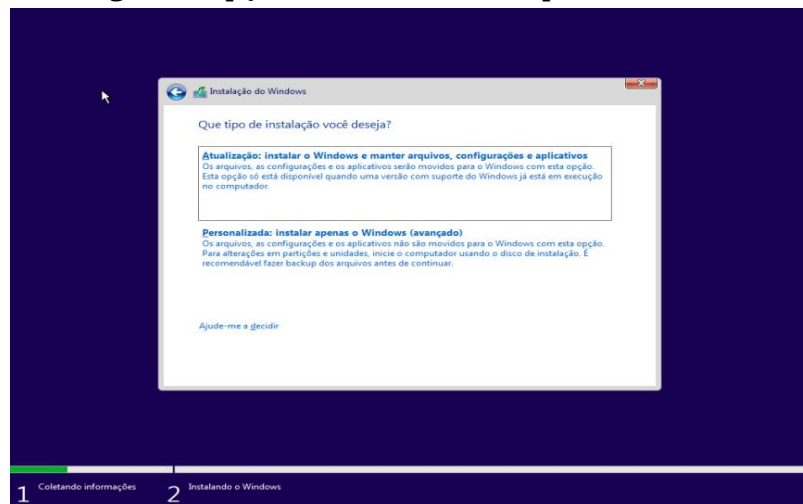 Instalação do Windows
Que tipo de instalação você deseja?
Atualização: instalar o Windows e manter arquivos, configurações e aplicativos
Os arquivos, as configurações e os aplicativos serão movidos para o Windows com esta opção.
Esta opção só está disponível quando uma versão com suporte do Windows já está em execução
no computador.
Personalizada: instalar apenas o Windows (avançado)
Os arquivos, as configurações e os aplicativos não são movidos para o Windows com esta opção.
Para alterações em partições e unidades, inicie o computador usando o disco de instalação. É
recomendável fazer backup dos arquivos antes de continuar.
Ajude-me a decidir
1 Coletando informações 2 Instalando o Windows